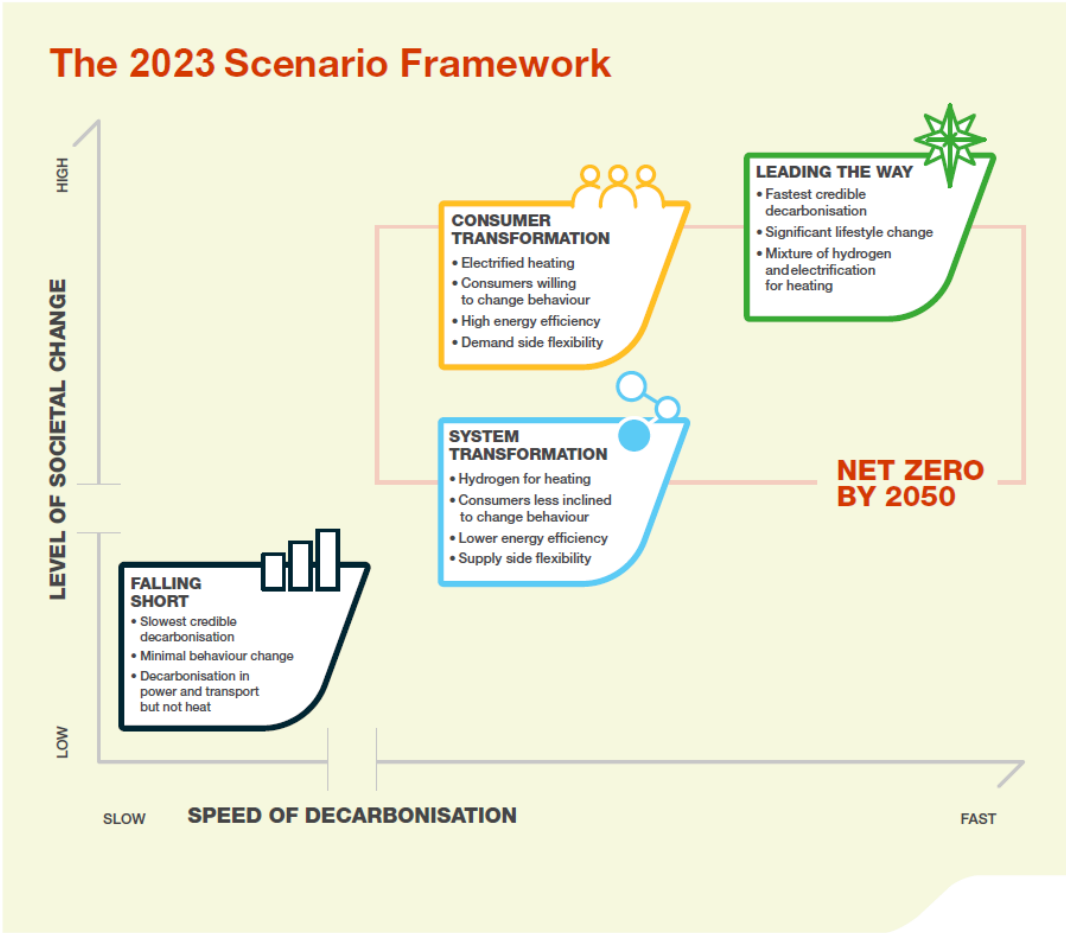 The 2023 Scenario Framework
HIGH
LEVEL OF SOCIETAL CHANGE
LOW
CONSUMER
TRANSFORMATION
• Electrified heating
• Consumers willing
to change behaviour
• High energy efficiency
• Demand side flexibility
LEADING THE WAY
• Fastest credible
decarbonisation
• Significant lifestyle change
• Mixture of hydrogen
and electrification
for heating
SYSTEM
TRANSFORMATION
• Hydrogen for heating
• Consumers less inclined
to change behaviour
• Lower energy efficiency
• Supply side flexibility
NET ZERO
BY 2050
FALLING
SHORT
• Slowest credible
decarbonisation
• Minimal behaviour change
• Decarbonisation in
power and transport
but not heat
SLOW
SPEED OF DECARBONISATION
FAST